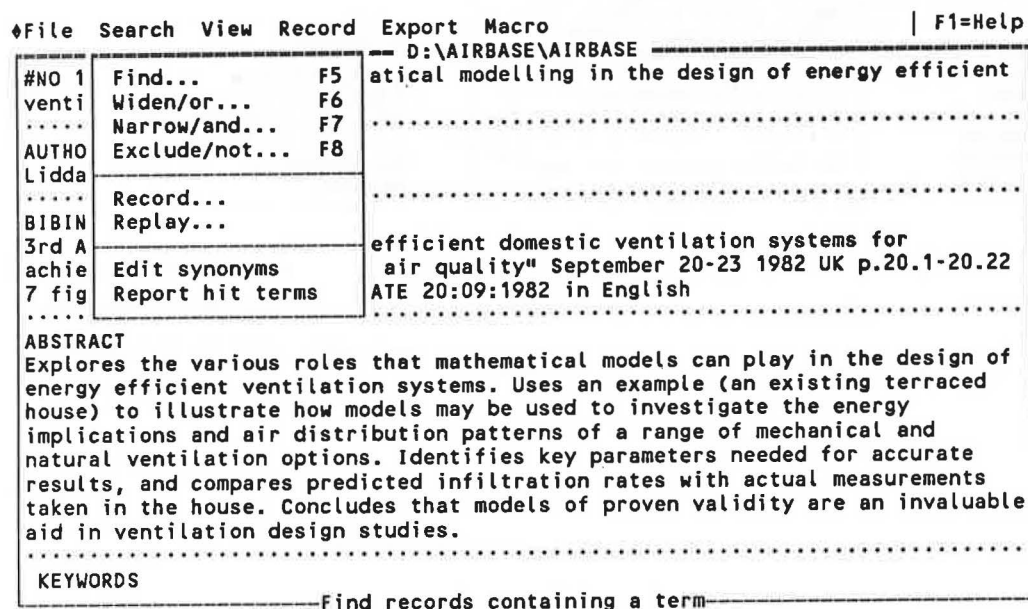 ♦File Search View Record Export Macro | F1=Help
D:\AIRBASE\AIRBASE
#NO 1 Find... F5 atical modelling in the design of energy efficient
venti Widen/or... F6
Narrow/and... F7
AUTHO Exclude/not... F8
Lidda
Record...
BIBIN Replay...
3rd A efficient domestic ventilation systems for
achie Edit synonyms air quality" September 20-23 1982 UK p.20.1-20.22
7 fig Report hit terms ATE 20:09:1982 in English
ABSTRACT
Explores the various roles that mathematical models can play in the design of
energy efficient ventilation systems. Uses an example (an existing terraced
house) to illustrate how models may be used to investigate the energy
implications and air distribution patterns of a range of mechanical and
natural ventilation options. Identifies key parameters needed for accurate
results, and compares predicted infiltration rates with actual measurements
taken in the house. Concludes that models of proven validity are an invaluable
aid in ventilation design studies.
KEYWORDS
Find records containing a term